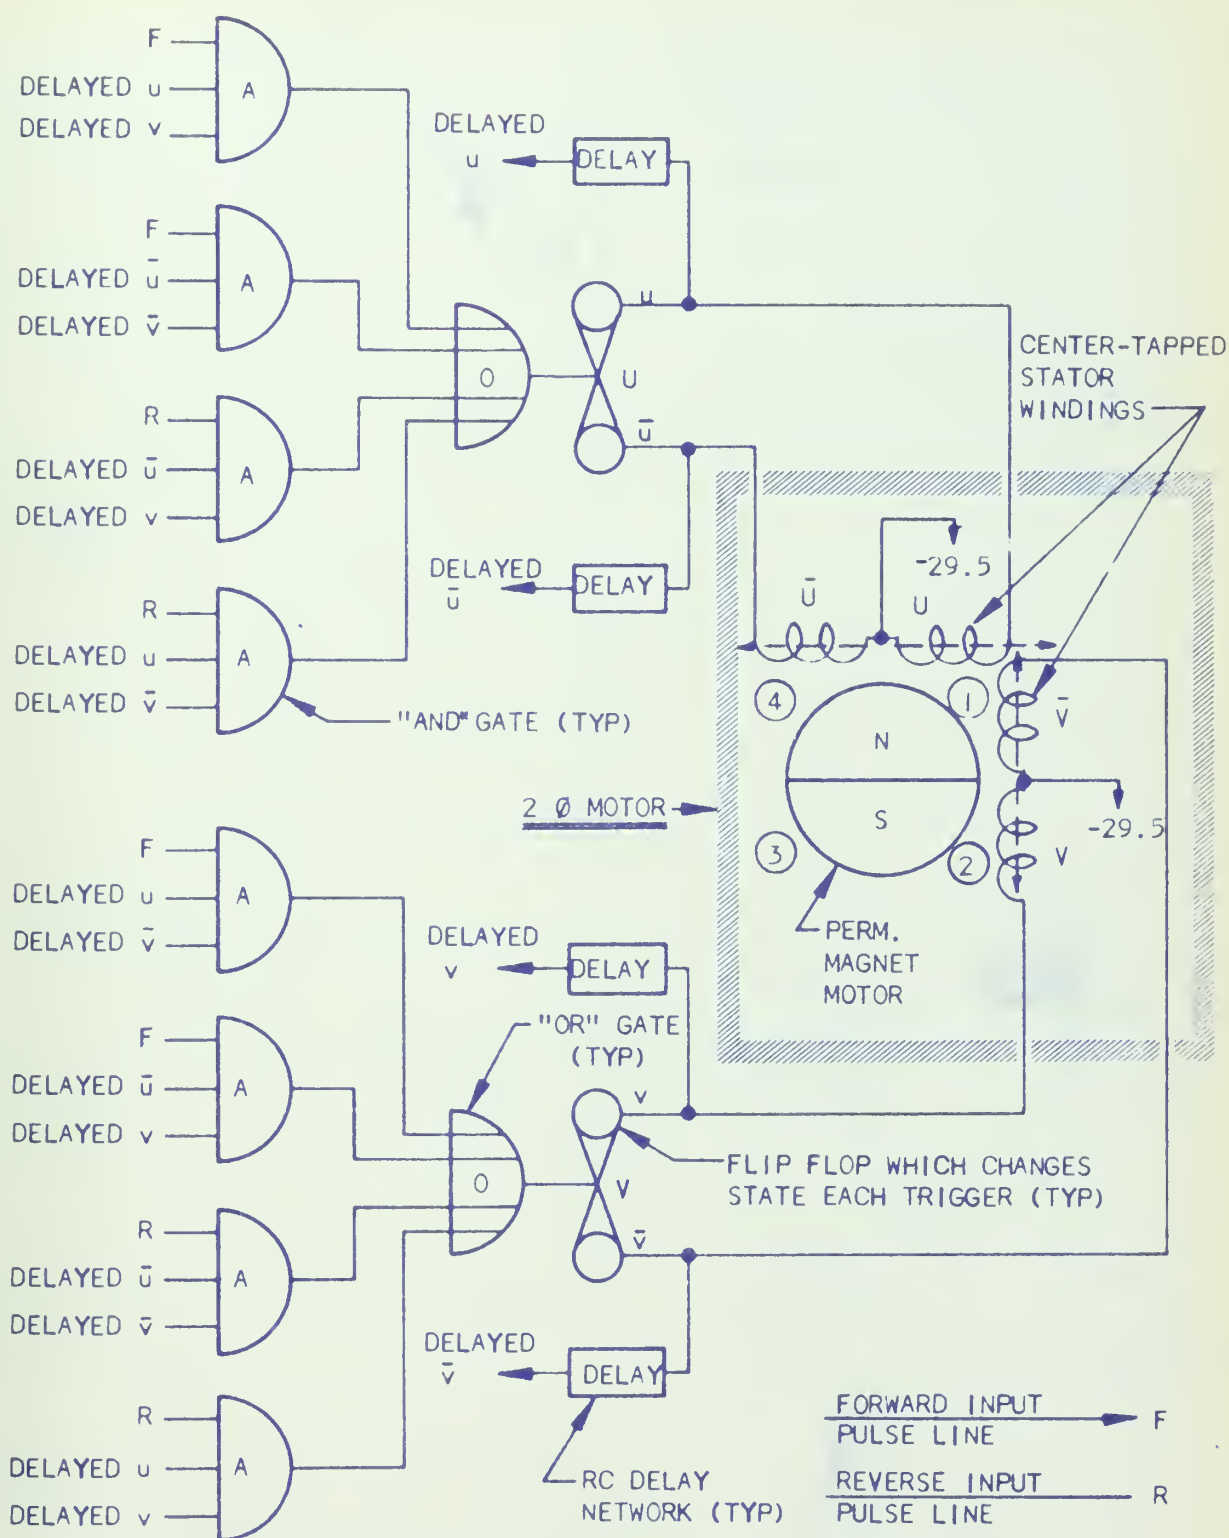 F
DELAYED u
DELAYED v
A
F
DELAYED ū
DELAYED v̄
A
R
DELAYED ū
DELAYED v
A
R
DELAYED u
DELAYED v̄
A
"AND" GATE (TYP)
DELAYED
u
DELAY
O
u
U
ū
DELAYED
ū
DELAY
CENTER-TAPPED
STATOR
WINDINGS
-29.5
Ū
U
4
1
V̄
N
S
-29.5
3
2
V
2 Ø MOTOR
PERM.
MAGNET
MOTOR
F
DELAYED u
DELAYED v̄
A
F
DELAYED ū
DELAYED v
A
R
DELAYED ū
DELAYED v̄
A
R
DELAYED u
DELAYED v
A
DELAYED
v
DELAY
"OR" GATE
(TYP)
O
v
V
v̄
FLIP FLOP WHICH CHANGES
STATE EACH TRIGGER (TYP)
DELAYED
v̄
DELAY
RC DELAY
NETWORK (TYP)
FORWARD INPUT
PULSE LINE
F
REVERSE INPUT
PULSE LINE
R